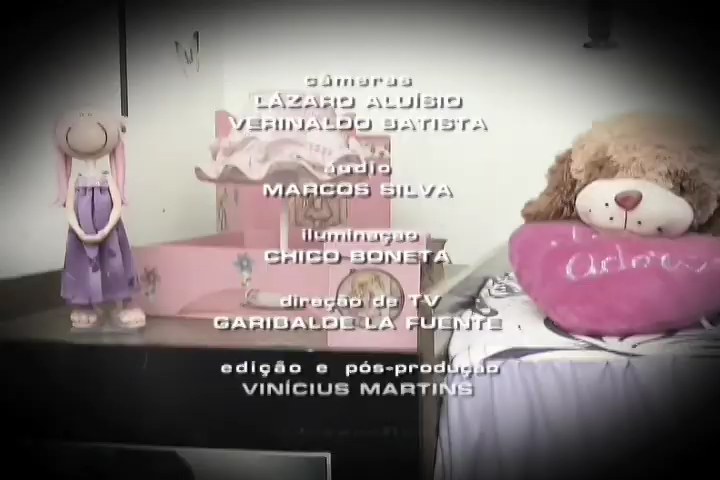 câmeras
LÁZARO ALUÍSIO
VERINALDO BATISTA
áudio
MARCOS SILVA
iluminação
CHICO BONETA
direção de TV
GARIBALDE LA FUENTE
edição e pós-produção
VINÍCIUS MARTINS
adoro